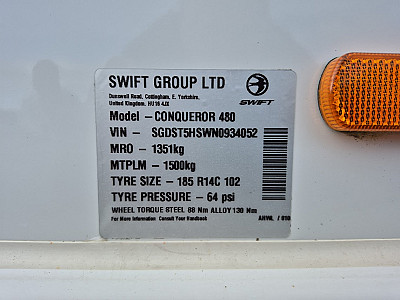 SWIFT GROUP LTD
Dunswell Road, Cottingham, E. Yorkshire,
United Kingdom, HU16 4JX
SWIFT
Model - CONQUEROR 480
VIN - SGDST5HSWN0934052
MRO - 1351kg
MTPLM - 1500kg
TYRE SIZE - 185 R14C 102
TYRE PRESSURE - 64 psi
WHEEL TORQUE STEEL 88 Nm ALLOY 130 Nm
For More Information Consult Your Handbook